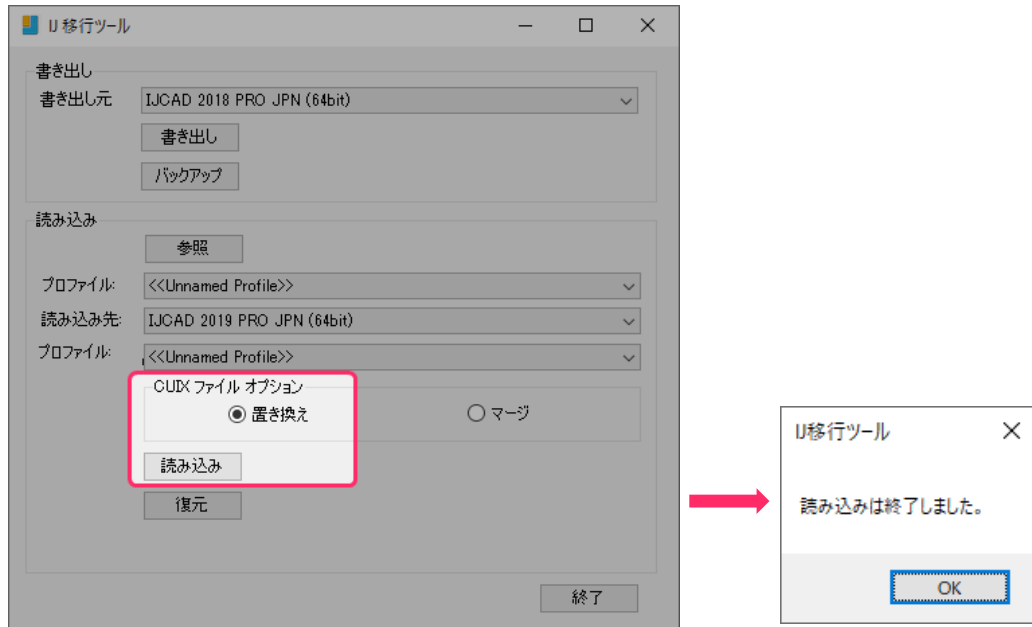 IJ 移行ツール
書き出し
書き出し元
IJCAD 2018 PRO JPN (64bit)
書き出し
バックアップ
読み込み
参照
プロファイル:
<<Unnamed Profile>>
読み込み先:
IJCAD 2019 PRO JPN (64bit)
プロファイル:
<<Unnamed Profile>>
CUIX ファイル オプション
置き換え
マージ
読み込み
復元
終了
IJ移行ツール
読み込みは終了しました。
OK